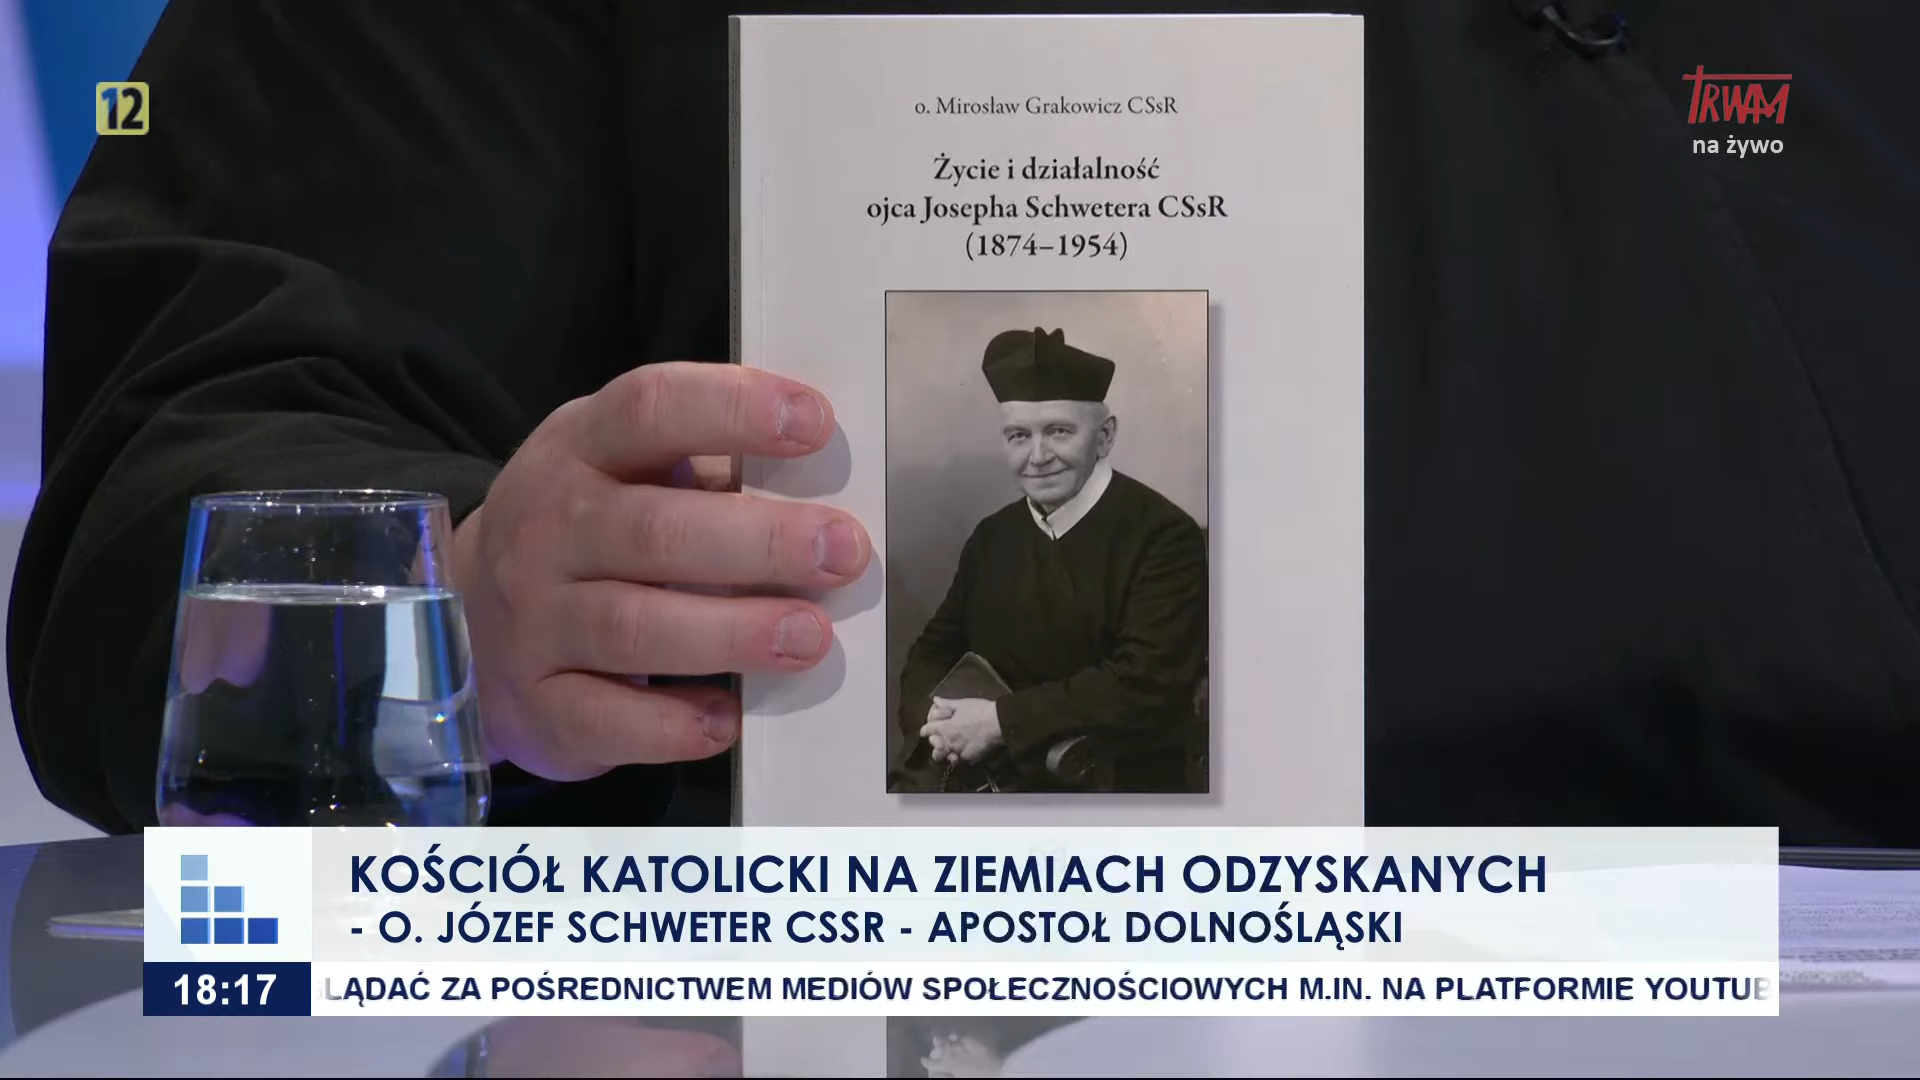 12
TRWAM
na żywo
o. Mirosław Grakowicz CSsR
Życie i działalność
ojca Josepha Schwetera CSsR
(1874–1954)
KOŚCIÓŁ KATOLICKI NA ZIEMIACH ODZYSKANYCH
- O. JÓZEF SCHWETER CSSR - APOSTOŁ DOLNOŚLĄSKI
18:17
LĄDAĆ ZA POŚREDNICTWEM MEDIÓW SPOŁECZNOŚCIOWYCH M.IN. NA PLATFORMIE YOUTUB